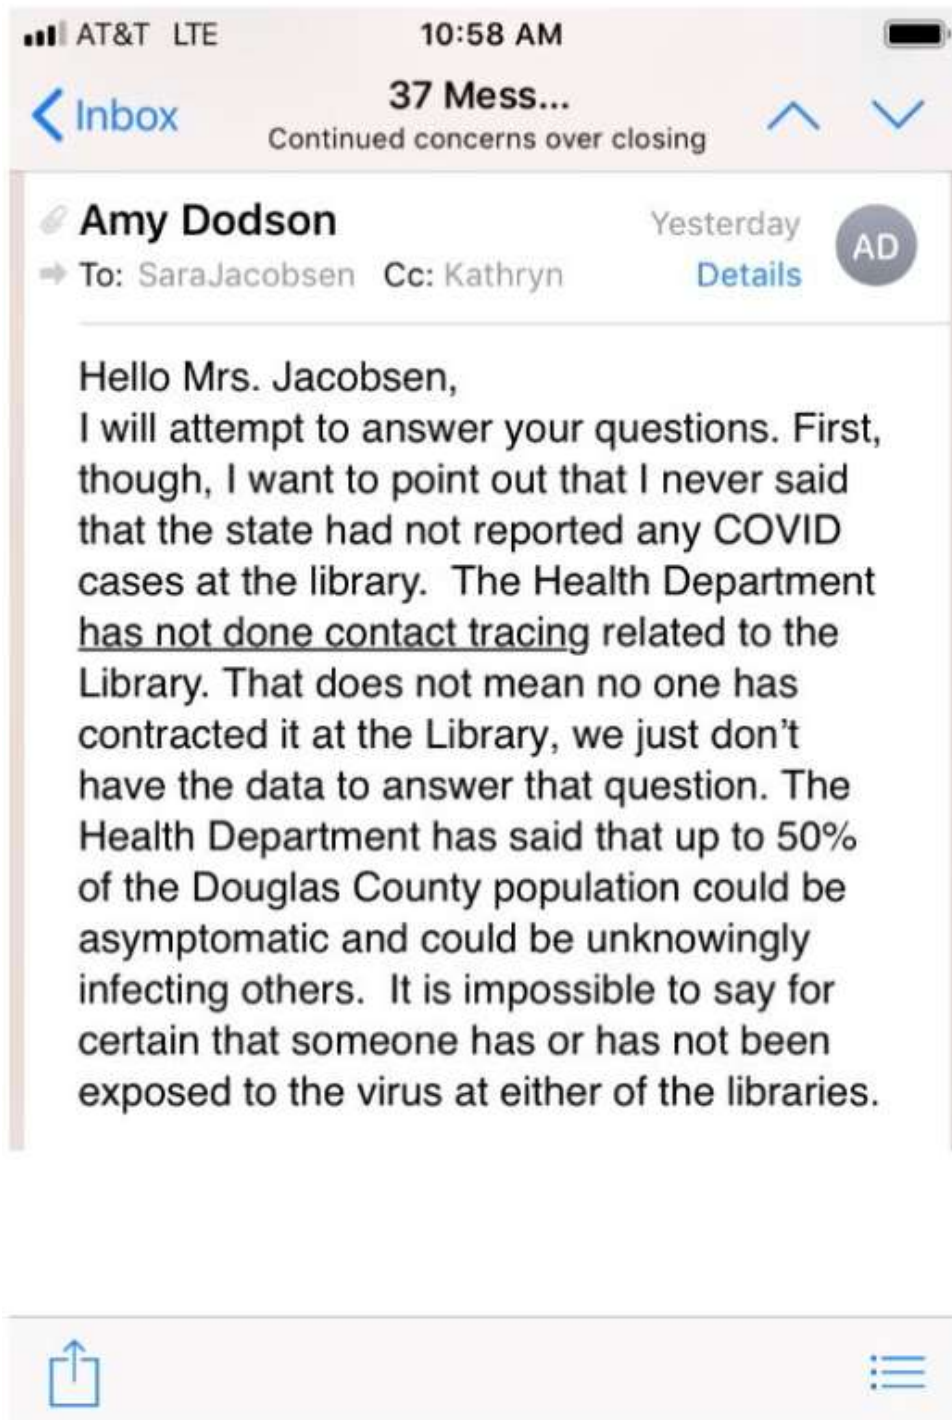 AT&T LTE 10:58 AM
Inbox 37 Mess...
Continued concerns over closing
Amy Dodson Yesterday AD
To: SaraJacobsen Cc: Kathryn Details
Hello Mrs. Jacobsen,
I will attempt to answer your questions. First,
though, I want to point out that I never said
that the state had not reported any COVID
cases at the library.  The Health Department
has not done contact tracing related to the
Library. That does not mean no one has
contracted it at the Library, we just don't
have the data to answer that question. The
Health Department has said that up to 50%
of the Douglas County population could be
asymptomatic and could be unknowingly
infecting others.  It is impossible to say for
certain that someone has or has not been
exposed to the virus at either of the libraries.